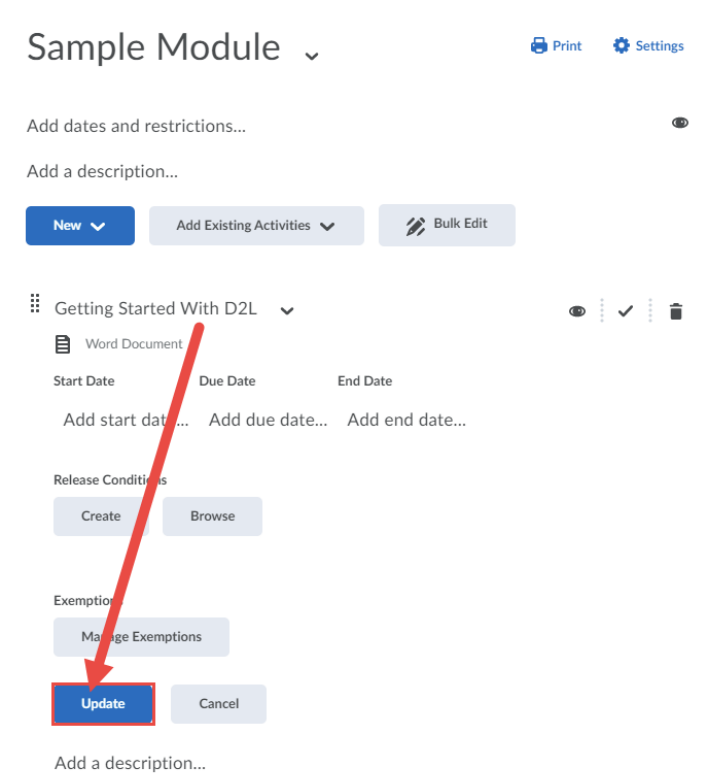 Sample Module
Print Settings
Add dates and restrictions...
Add a description...
New Add Existing Activities Bulk Edit
Getting Started With D2L
Word Document
Start Date Due Date End Date
Add start date... Add due date... Add end date...
Release Conditions
Create Browse
Exemptions
Manage Exemptions
Update Cancel
Add a description...